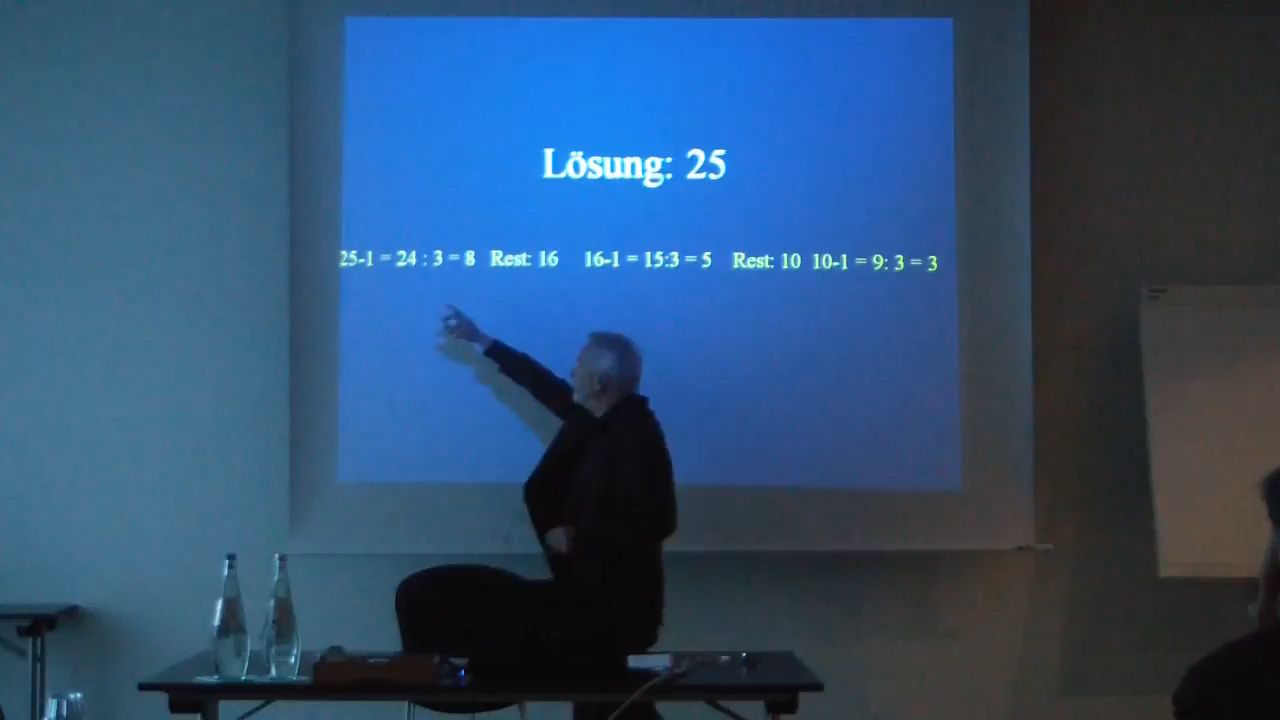 Lösung: 25
25-1 = 24 : 3 = 8 Rest: 16 16-1 = 15:3 = 5 Rest: 10 10-1 = 9: 3 = 3